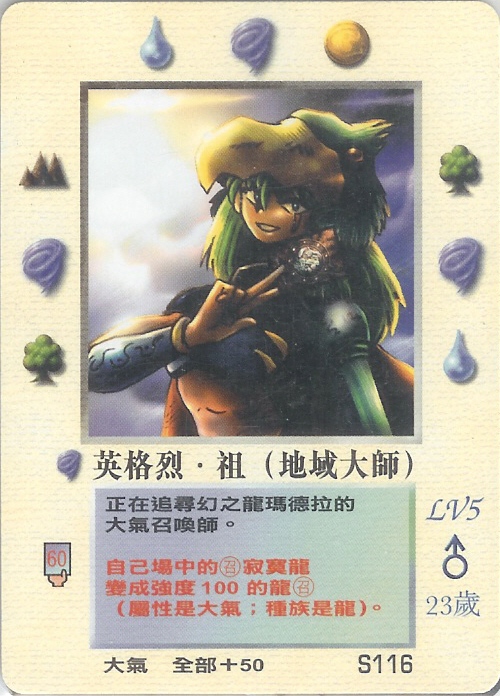 英格烈．祖（地域大師）
正在追尋幻之龍瑪德拉的
大氣召喚師。
自己場中的㊂寂寞龍
變成強度100的龍㊂
（屬性是大氣；種族是龍）。
LV5
♂
23歲
60
大氣 全部＋50
S116